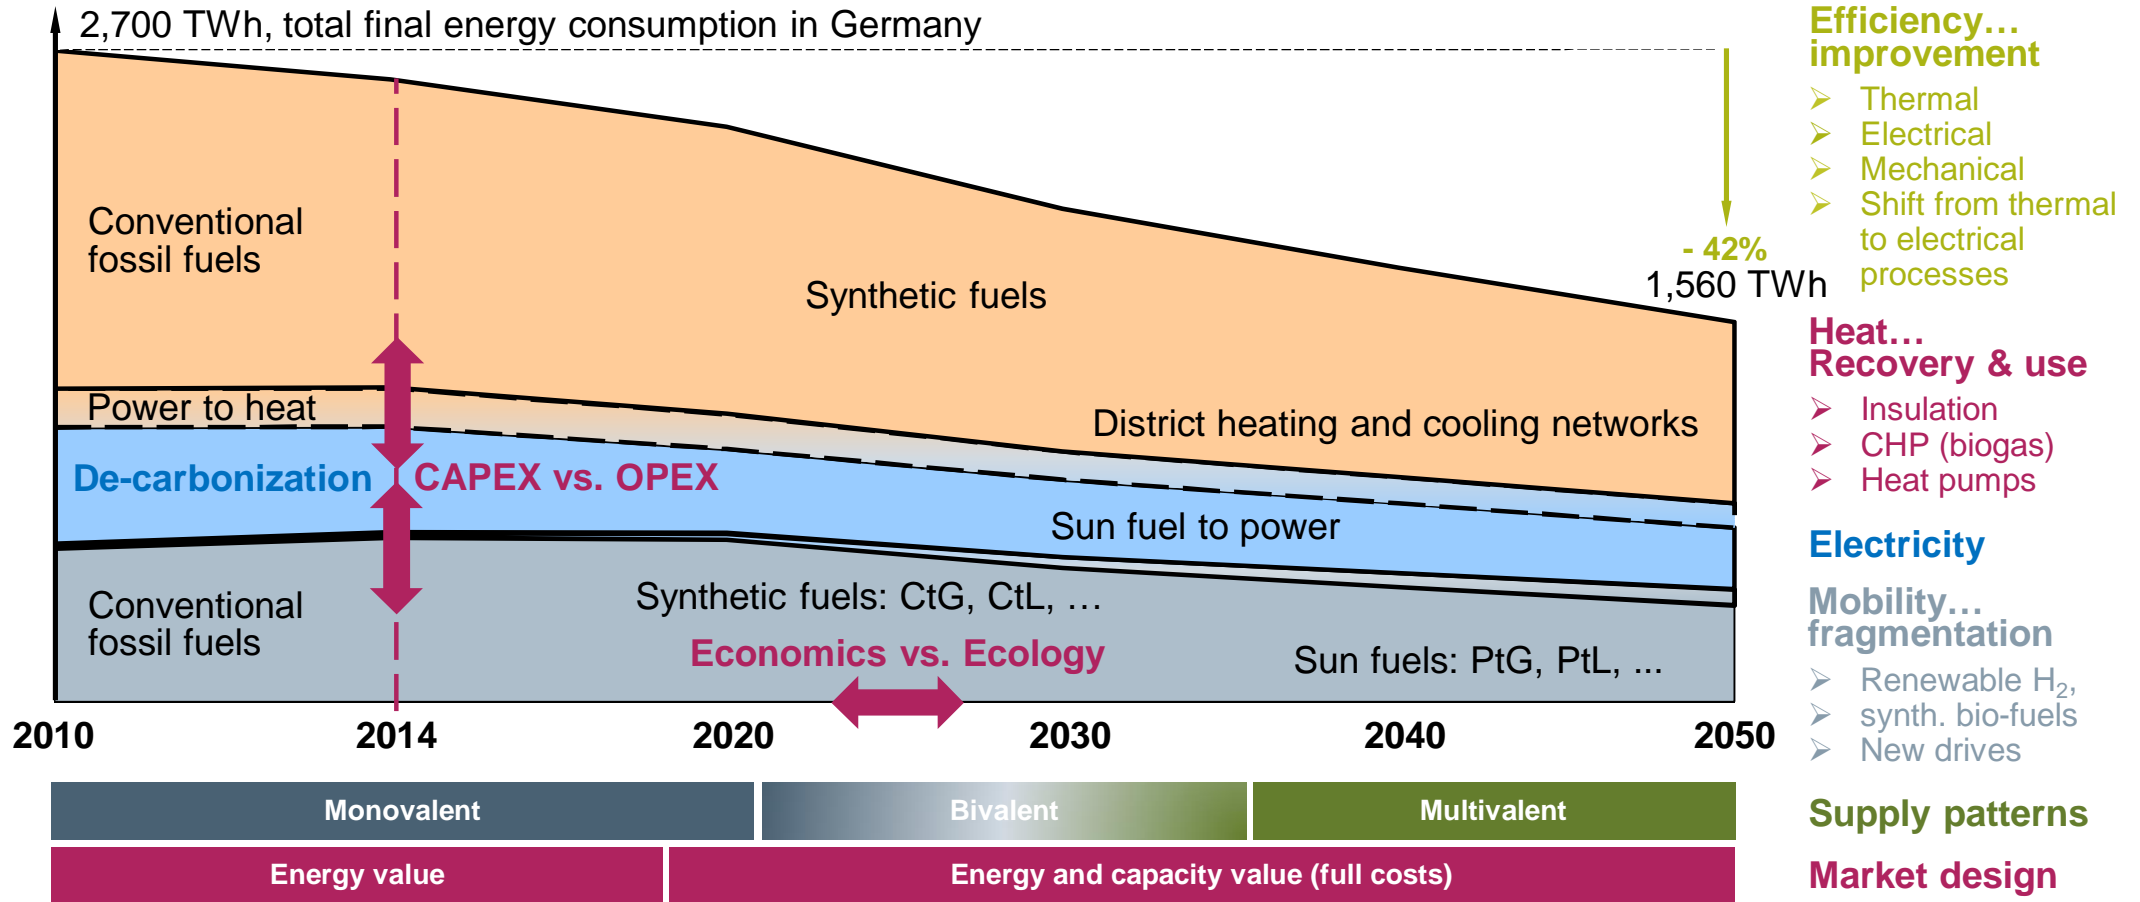 2,700 TWh, total final energy consumption in Germany
Conventional
fossil fuels
Synthetic fuels
- 42%
1,560 TWh
Power to heat
District heating and cooling networks
De-carbonization
CAPEX vs. OPEX
Sun fuel to power
Conventional
fossil fuels
Synthetic fuels: CtG, CtL, …
Economics vs. Ecology
Sun fuels: PtG, PtL, ...
2010
2014
2020
2030
2040
2050
Monovalent
Bivalent
Multivalent
Energy value
Energy and capacity value (full costs)
Efficiency…
improvement
Thermal
Electrical
Mechanical
Shift from thermal
to electrical
processes
Heat…
Recovery & use
Insulation
CHP (biogas)
Heat pumps
Electricity
Mobility…
fragmentation
Renewable H₂,
synth. bio-fuels
New drives
Supply patterns
Market design